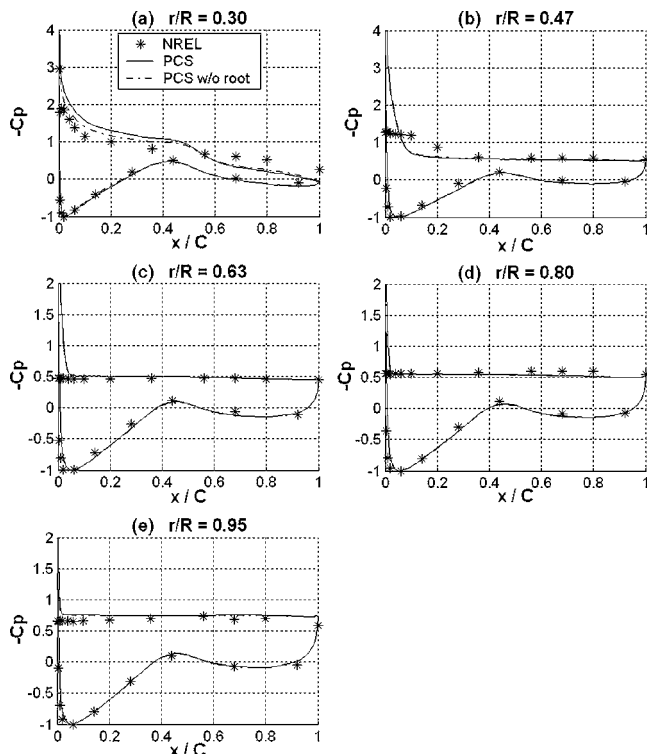 (a) r/R = 0.30
4
3
2
1
0
-1
-Cp
NREL
PCS
PCS w/o root
0 0.2 0.4 0.6 0.8 1
x / C
(b) r/R = 0.47
4
3
2
1
0
-1
-Cp
0 0.2 0.4 0.6 0.8 1
x / C
(c) r/R = 0.63
2
1.5
1
0.5
0
-0.5
-1
-Cp
0 0.2 0.4 0.6 0.8 1
x / C
(d) r/R = 0.80
2
1.5
1
0.5
0
-0.5
-1
-Cp
0 0.2 0.4 0.6 0.8 1
x / C
(e) r/R = 0.95
2
1.5
1
0.5
0
-0.5
-1
-Cp
0 0.2 0.4 0.6 0.8 1
x / C